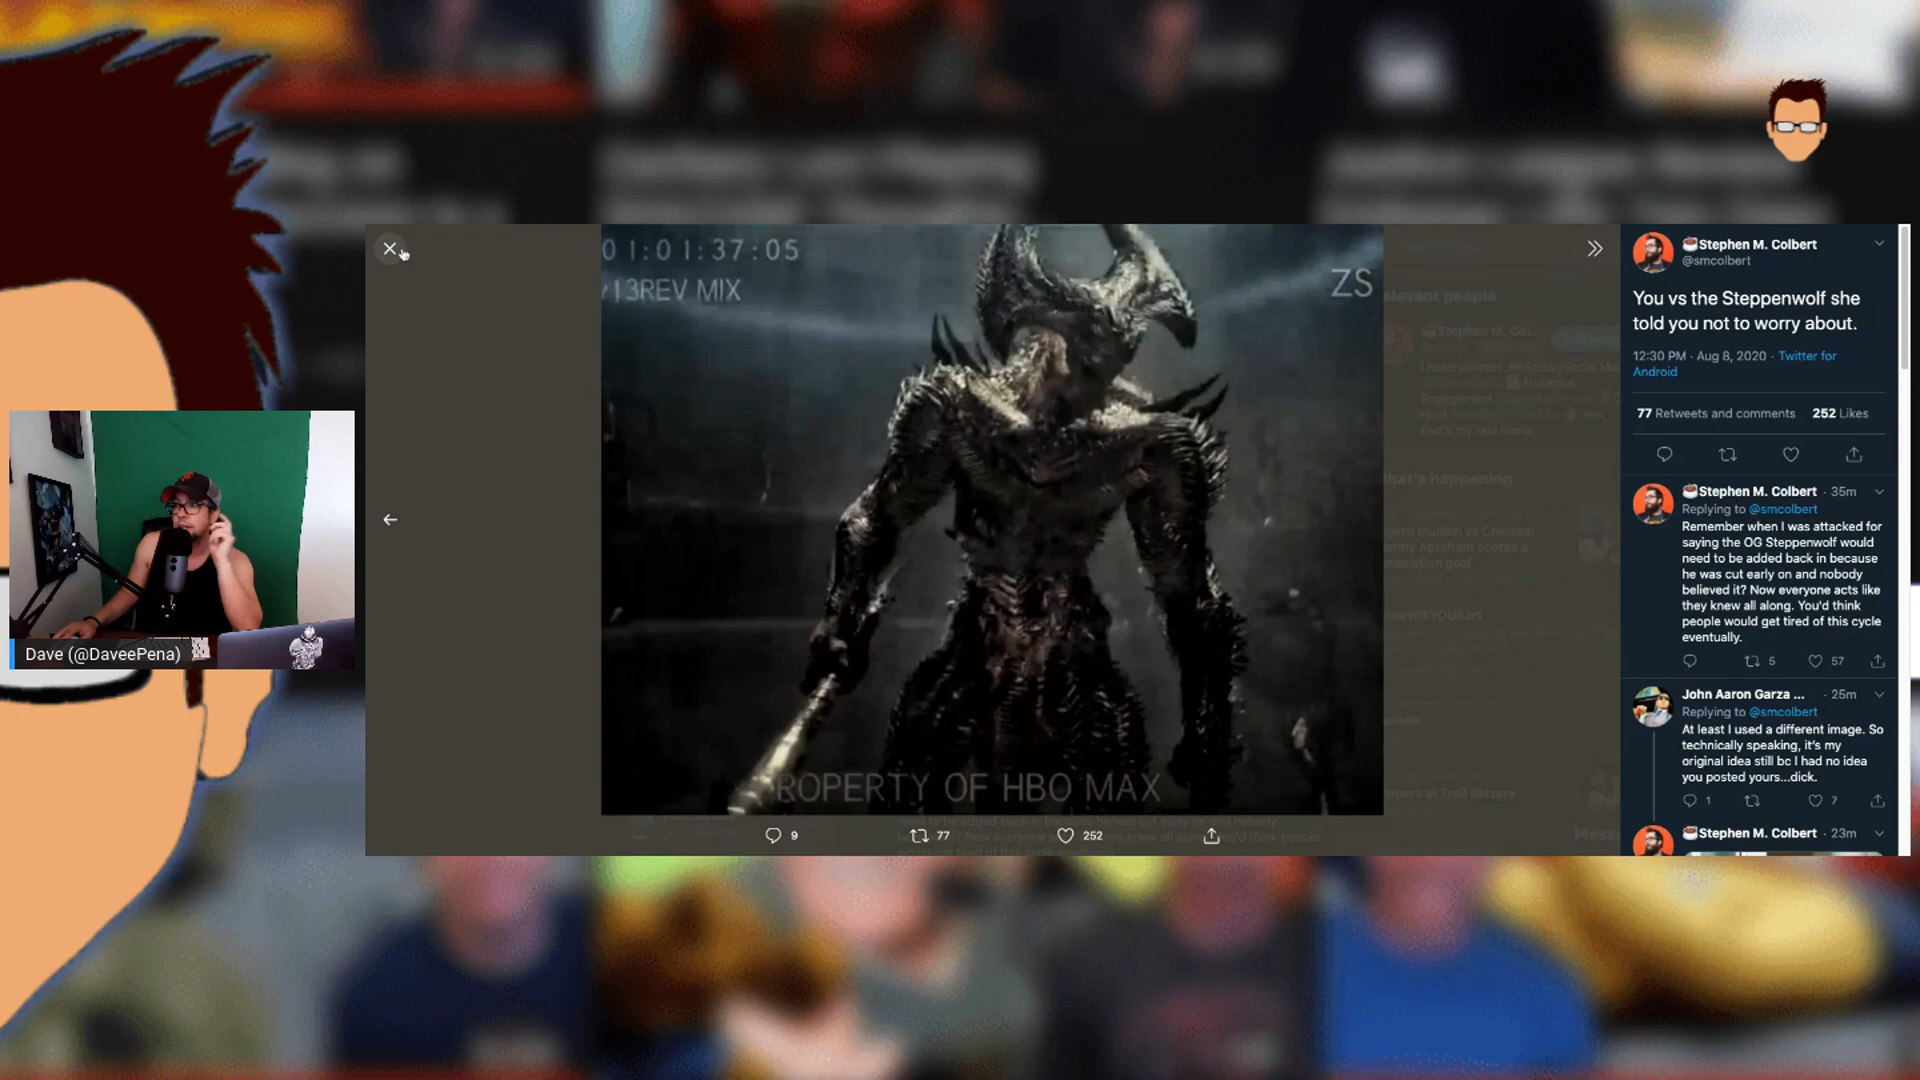 01:01:37:05
13REV MIX
ZS
PROPERTY OF HBO MAX
9
77
252
Stephen M. Colbert
@smcolbert
You vs the Steppenwolf she
told you not to worry about.
12:30 PM · Aug 8, 2020 · Twitter for
Android
77 Retweets and comments 252 Likes
Stephen M. Colbert · 35m
Replying to @smcolbert
Remember when I was attacked for
saying the OG Steppenwolf would
need to be added back in because
he was cut early on and nobody
believed it? Now everyone acts like
they knew all along. You'd think
people would get tired of this cycle
eventually.
5 57
John Aaron Garza ... · 25m
Replying to @smcolbert
At least I used a different image. So
technically speaking, it's my
original idea still bc I had no idea
you posted yours...dick.
1 7
Stephen M. Colbert · 23m
Dave (@DaveePena)